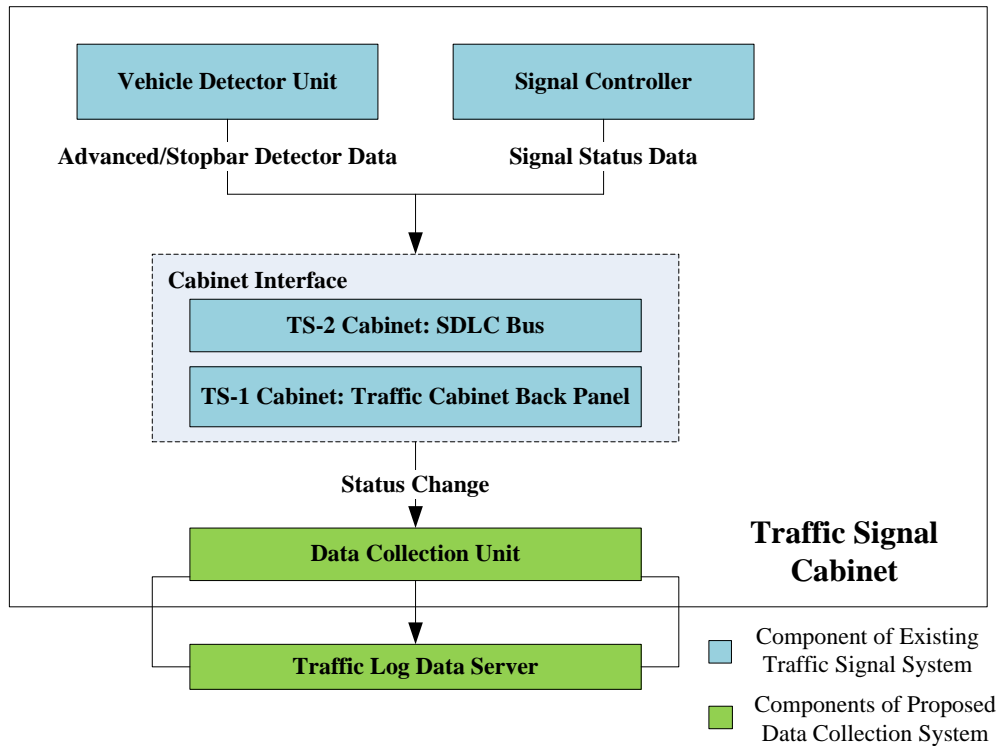 Vehicle Detector Unit
Signal Controller
Advanced/Stopbar Detector Data
Signal Status Data
Cabinet Interface
TS-2 Cabinet: SDLC Bus
TS-1 Cabinet: Traffic Cabinet Back Panel
Status Change
Data Collection Unit
Traffic Signal
Cabinet
Traffic Log Data Server
Component of Existing
Traffic Signal System
Components of Proposed
Data Collection System